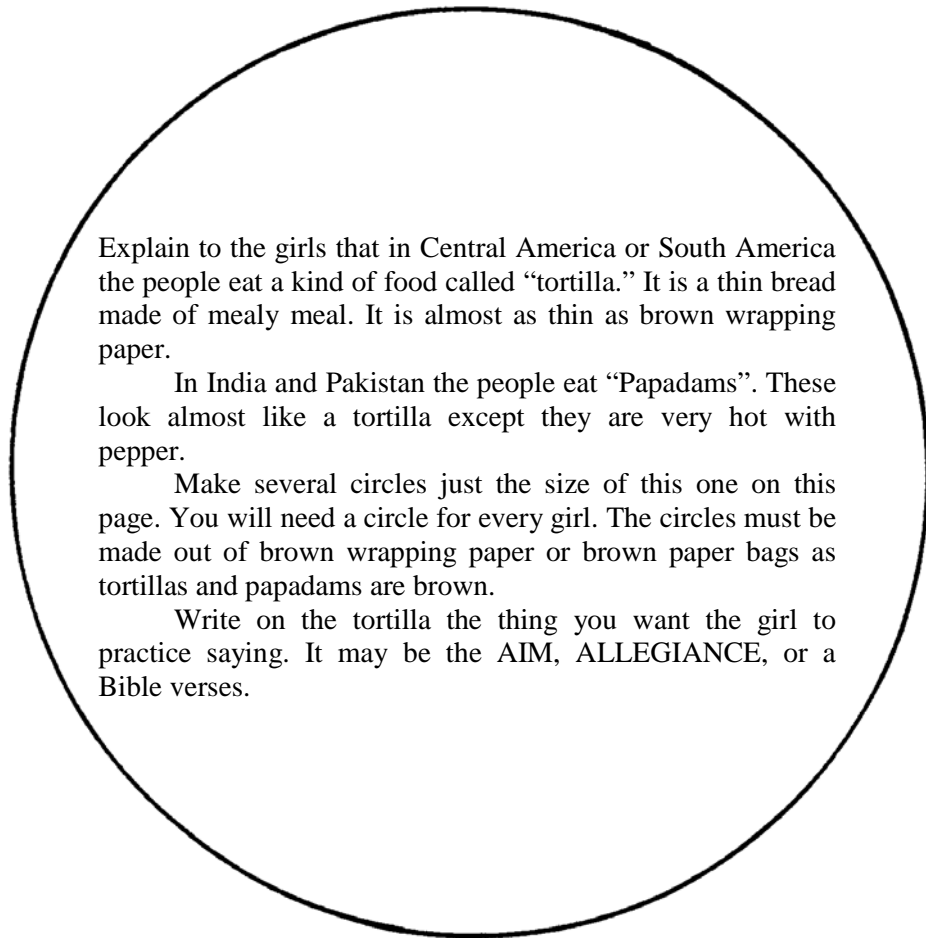 Explain to the girls that in Central America or South America
the people eat a kind of food called “tortilla.” It is a thin bread
made of mealy meal. It is almost as thin as brown wrapping
paper.
In India and Pakistan the people eat “Papadams”. These
look almost like a tortilla except they are very hot with
pepper.
Make several circles just the size of this one on this
page. You will need a circle for every girl. The circles must be
made out of brown wrapping paper or brown paper bags as
tortillas and papadams are brown.
Write on the tortilla the thing you want the girl to
practice saying. It may be the AIM, ALLEGIANCE, or a
Bible verses.